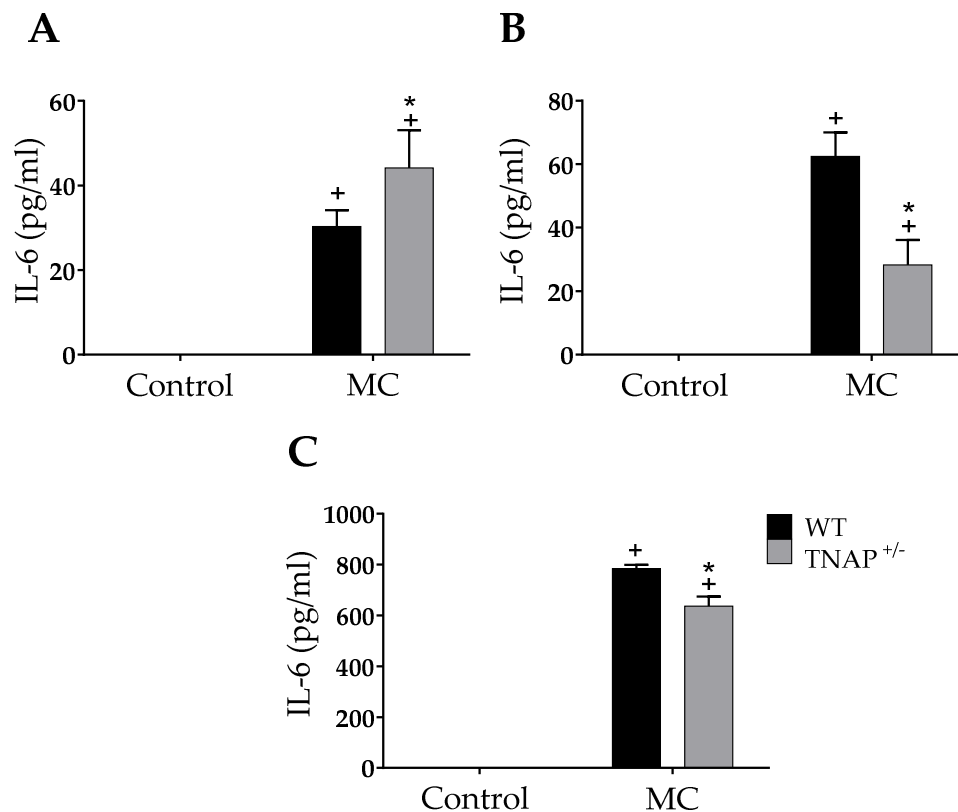 A
IL-6 (pg/ml)
60
40
20
0
*
+
+
Control MC
B
IL-6 (pg/ml)
80
60
40
20
0
+
*
+
Control MC
C
IL-6 (pg/ml)
1000
800
600
400
200
0
+
*
+
Control MC
WT
TNAP +/-